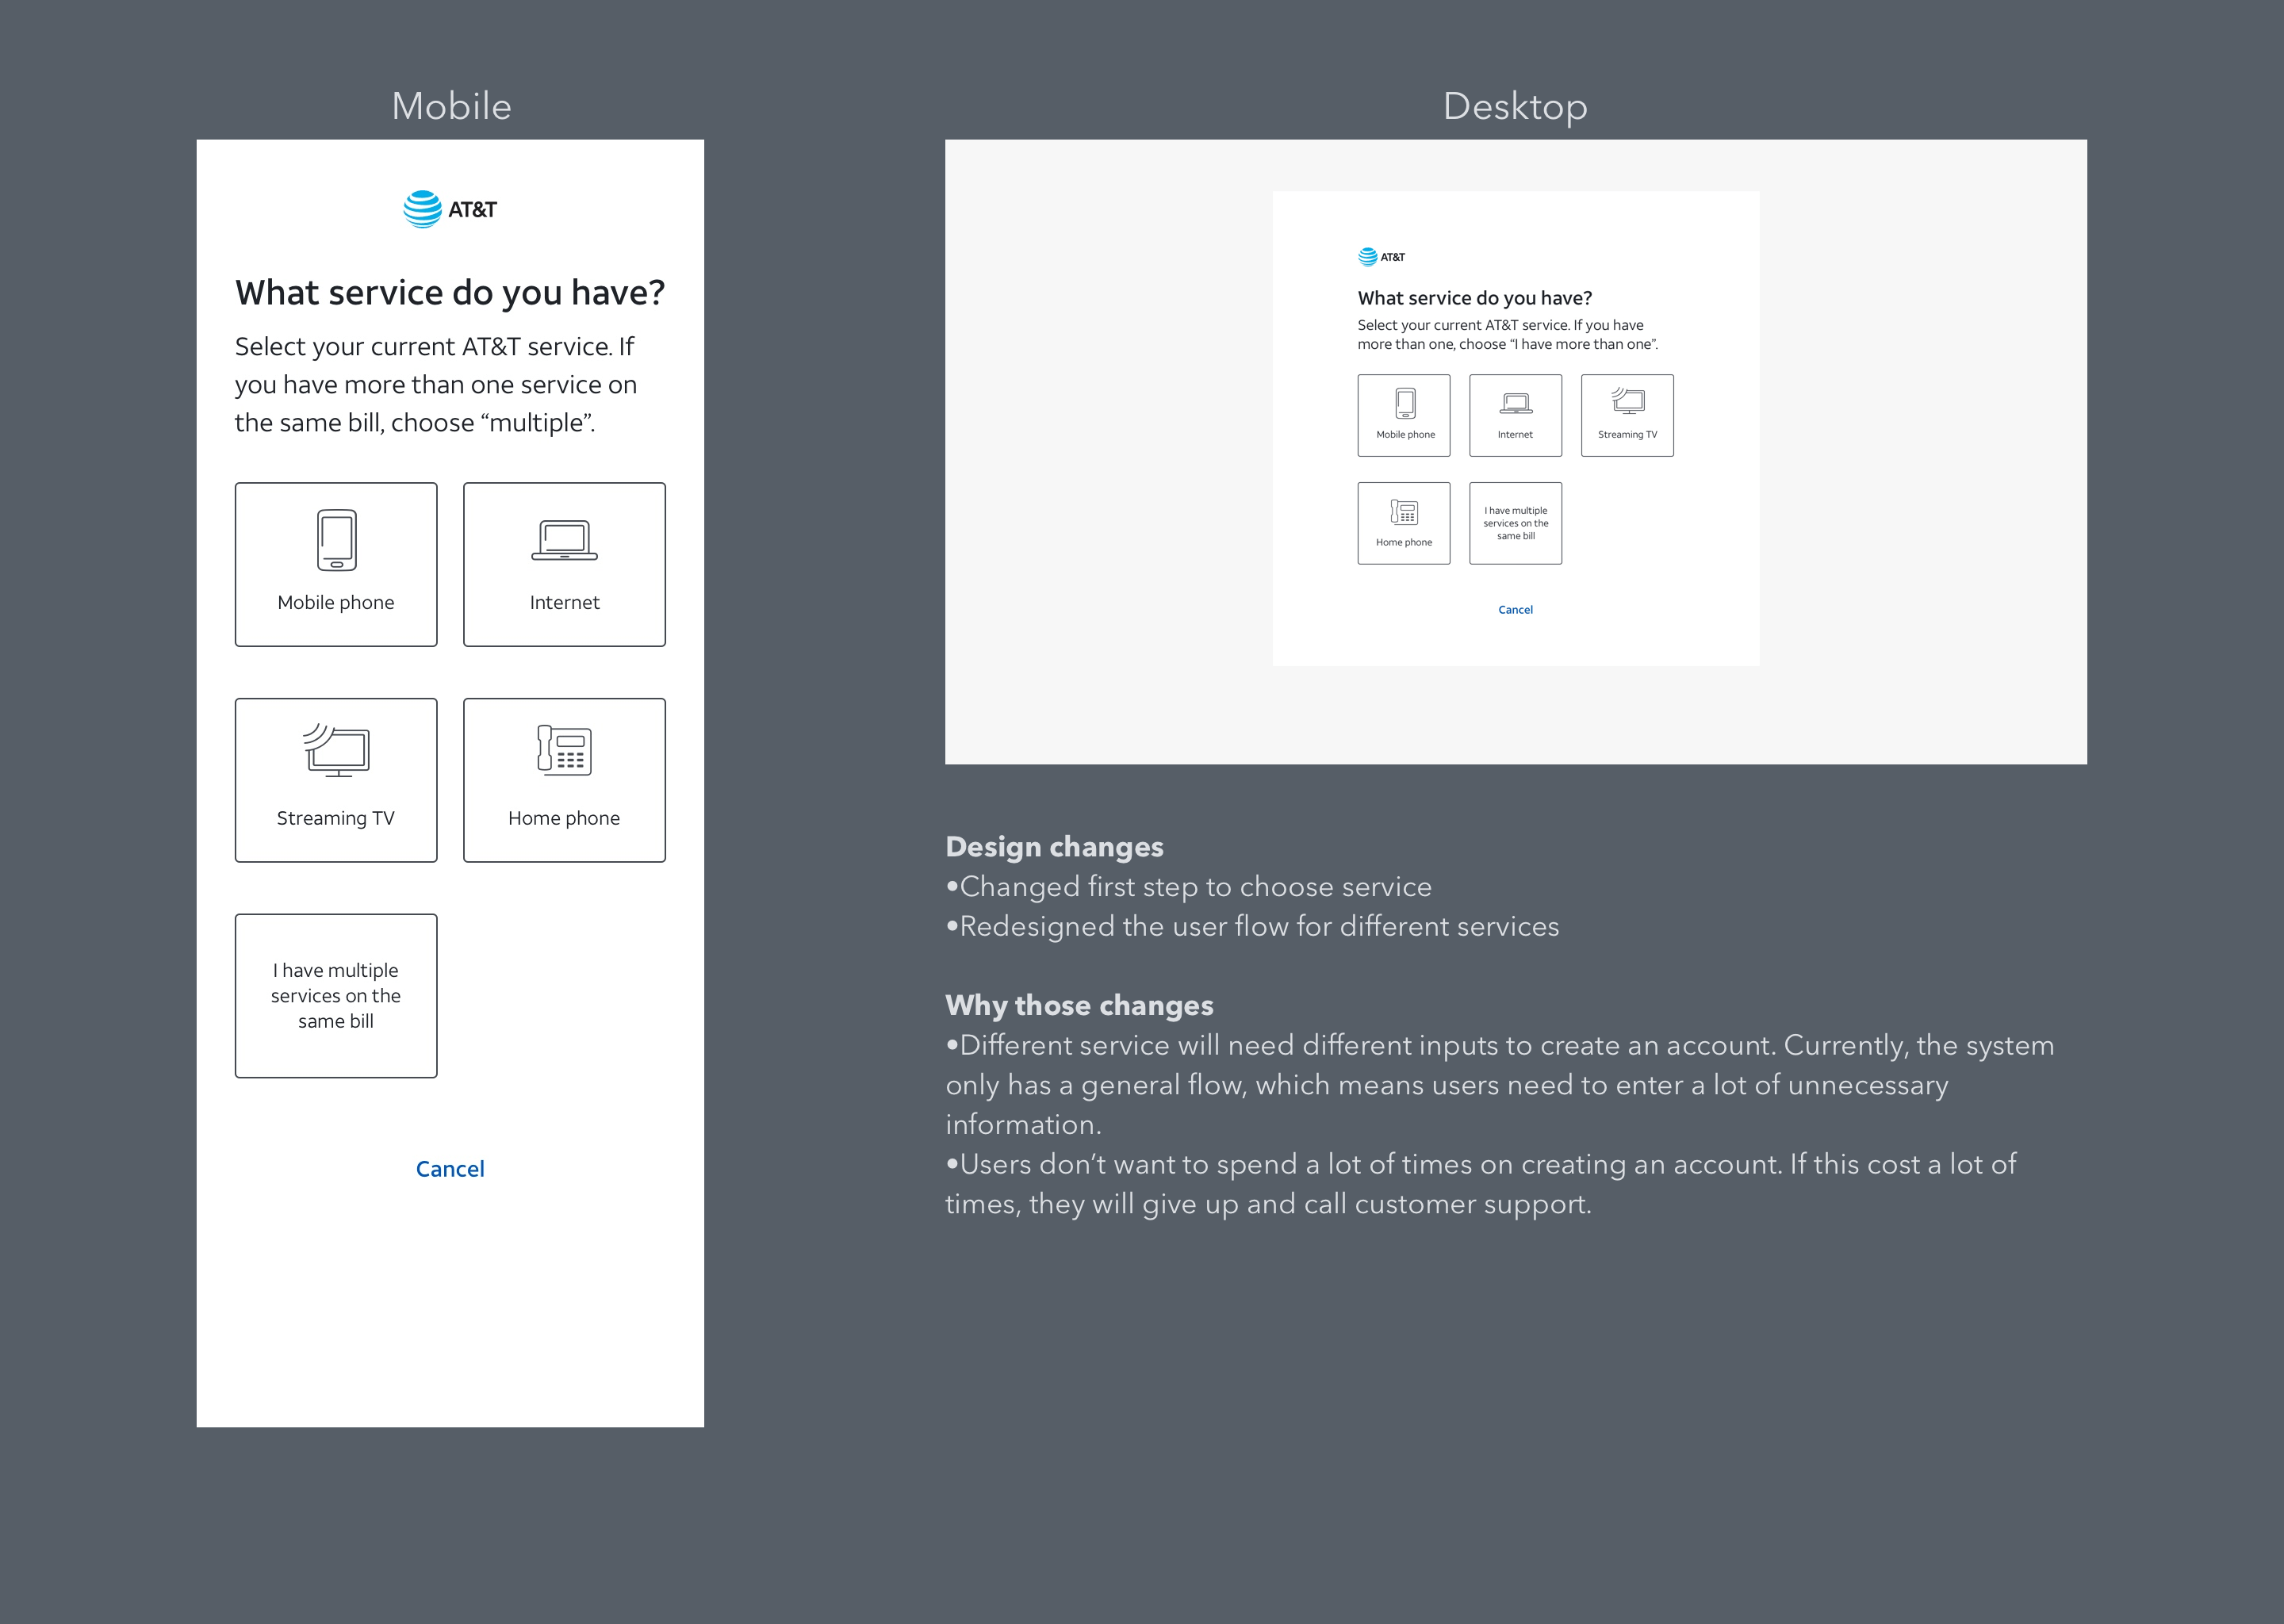 Mobile
AT&T
What service do you have?
Select your current AT&T service. If
you have more than one service on
the same bill, choose “multiple”.
Mobile phone
Internet
Streaming TV
Home phone
I have multiple
services on the
same bill
Cancel
Desktop
AT&T
What service do you have?
Select your current AT&T service. If you have
more than one, choose “I have more than one”.
Mobile phone
Internet
Streaming TV
Home phone
I have multiple
services on the
same bill
Cancel
Design changes
•Changed first step to choose service
•Redesigned the user flow for different services
Why those changes
•Different service will need different inputs to create an account. Currently, the system
only has a general flow, which means users need to enter a lot of unnecessary
information.
•Users don’t want to spend a lot of times on creating an account. If this cost a lot of
times, they will give up and call customer support.